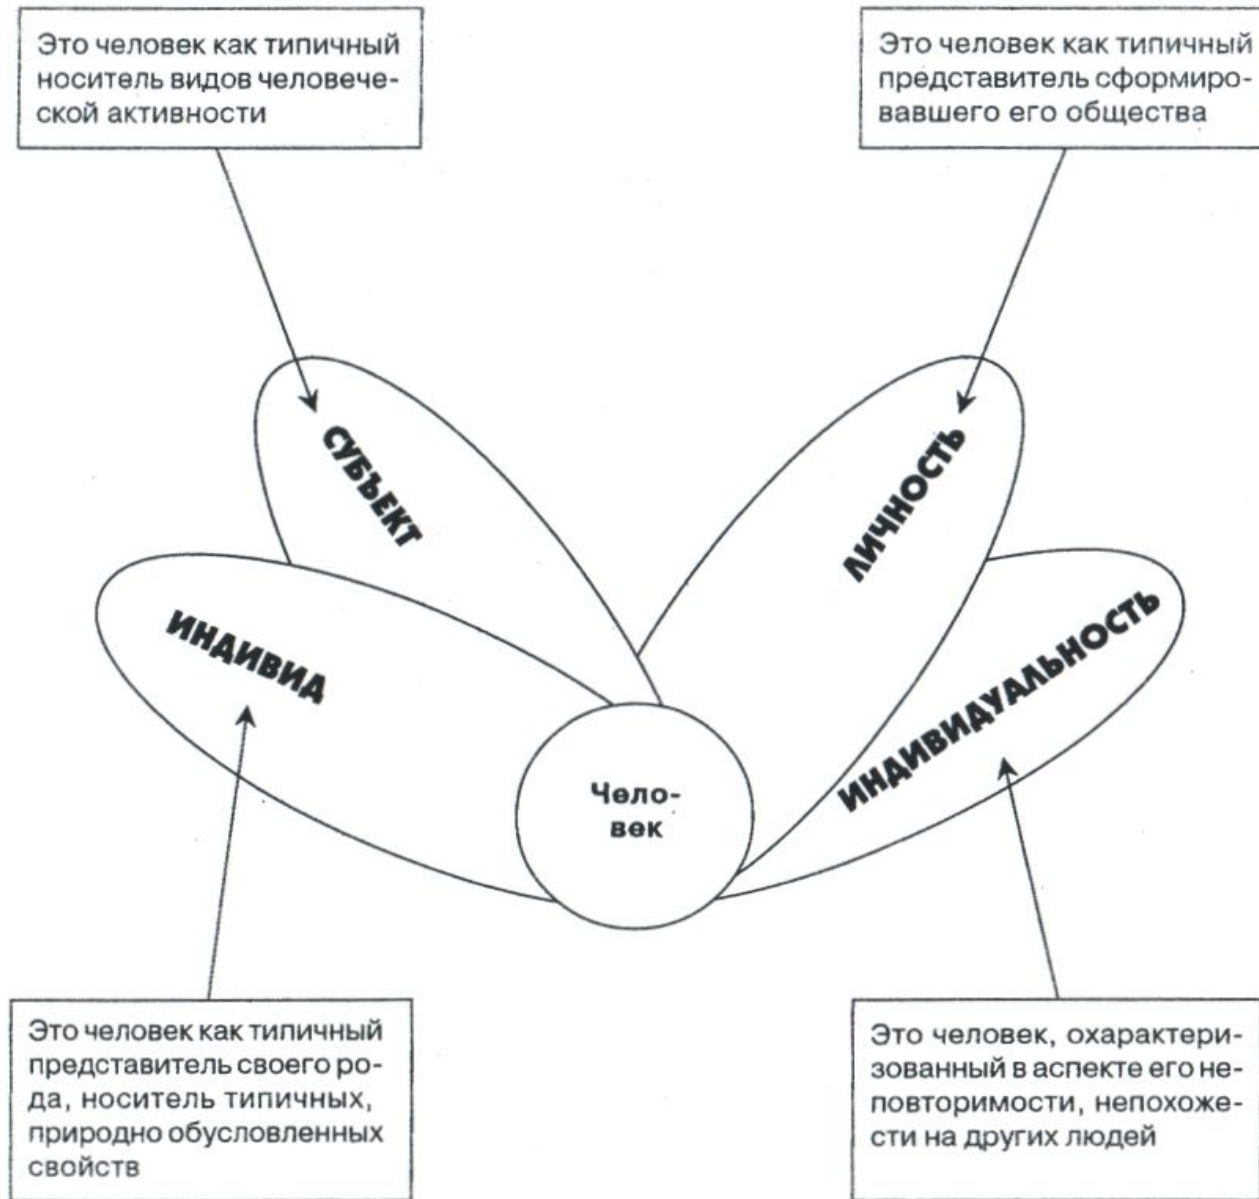 Это человек как типичный
носитель видов человече-
ской активности
Это человек как типичный
представитель сформиро-
вавшего его общества
СУБЪЕКТ
ЛИЧНОСТЬ
ИНДИВИД
ИНДИВИДУАЛЬНОСТЬ
Чело-
век
Это человек как типичный
представитель своего ро-
да, носитель типичных,
природно обусловленных
свойств
Это человек, охарактери-
зованный в аспекте его не-
повторимости, непохоже-
сти на других людей